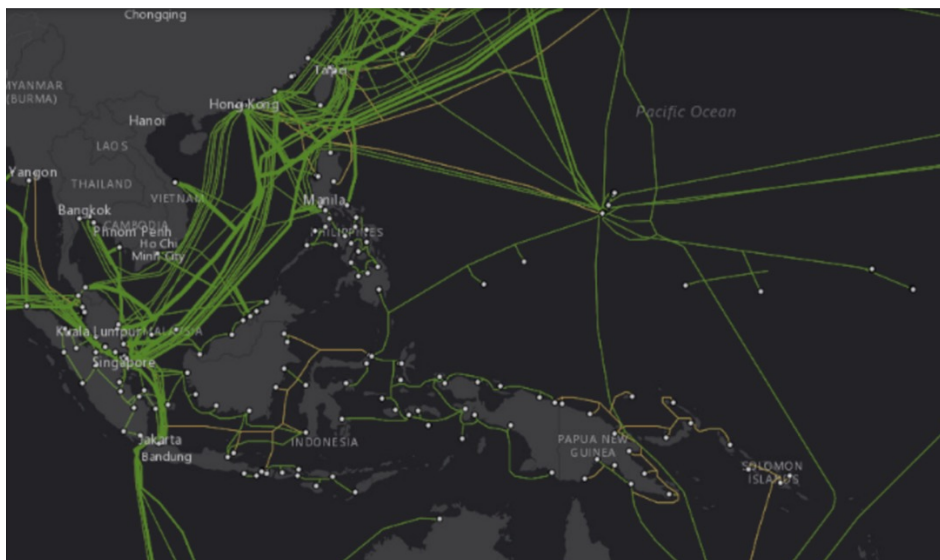 Chongqing
Taipei
MYANMAR
(BURMA)
Hong Kong
Pacific Ocean
Hanoi
LAOS
Yangon
THAILAND
VIETNAM
Manila
Bangkok
CAMBODIA
PHILIPPINES
Phnom Penh
Ho Chi
Minh City
Kuala Lumpur
MALAYSIA
Singapore
Jakarta
INDONESIA
PAPUA NEW
GUINEA
Bandung
SOLOMON
ISLANDS